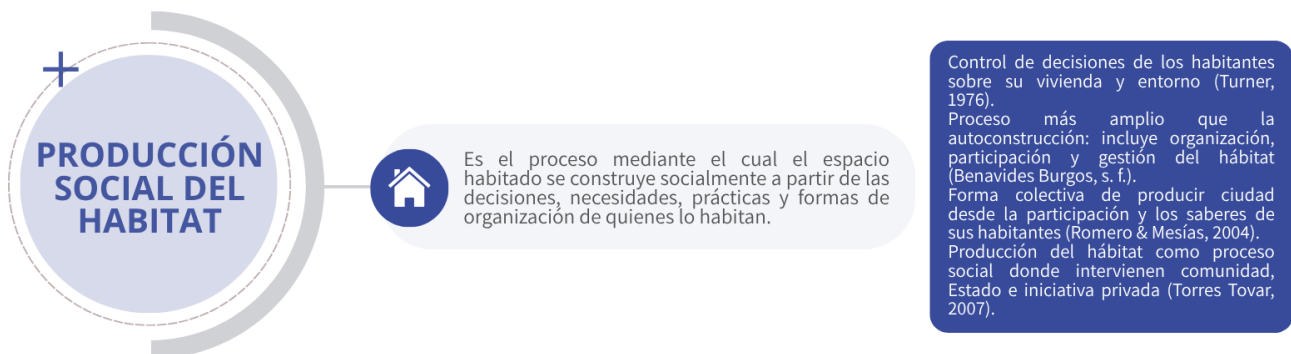 PRODUCCIÓN
SOCIAL DEL
HABITAT
Es el proceso mediante el cual el espacio
habitado se construye socialmente a partir de las
decisiones, necesidades, prácticas y formas de
organización de quienes lo habitan.
Control de decisiones de los habitantes
sobre su vivienda y entorno (Turner,
1976).
Proceso más amplio que la
autoconstrucción: incluye organización,
participación y gestión del hábitat
(Benavides Burgos, s. f.).
Forma colectiva de producir ciudad
desde la participación y los saberes de
sus habitantes (Romero & Mesías, 2004).
Producción del hábitat como proceso
social donde intervienen comunidad,
Estado e iniciativa privada (Torres Tovar,
2007).